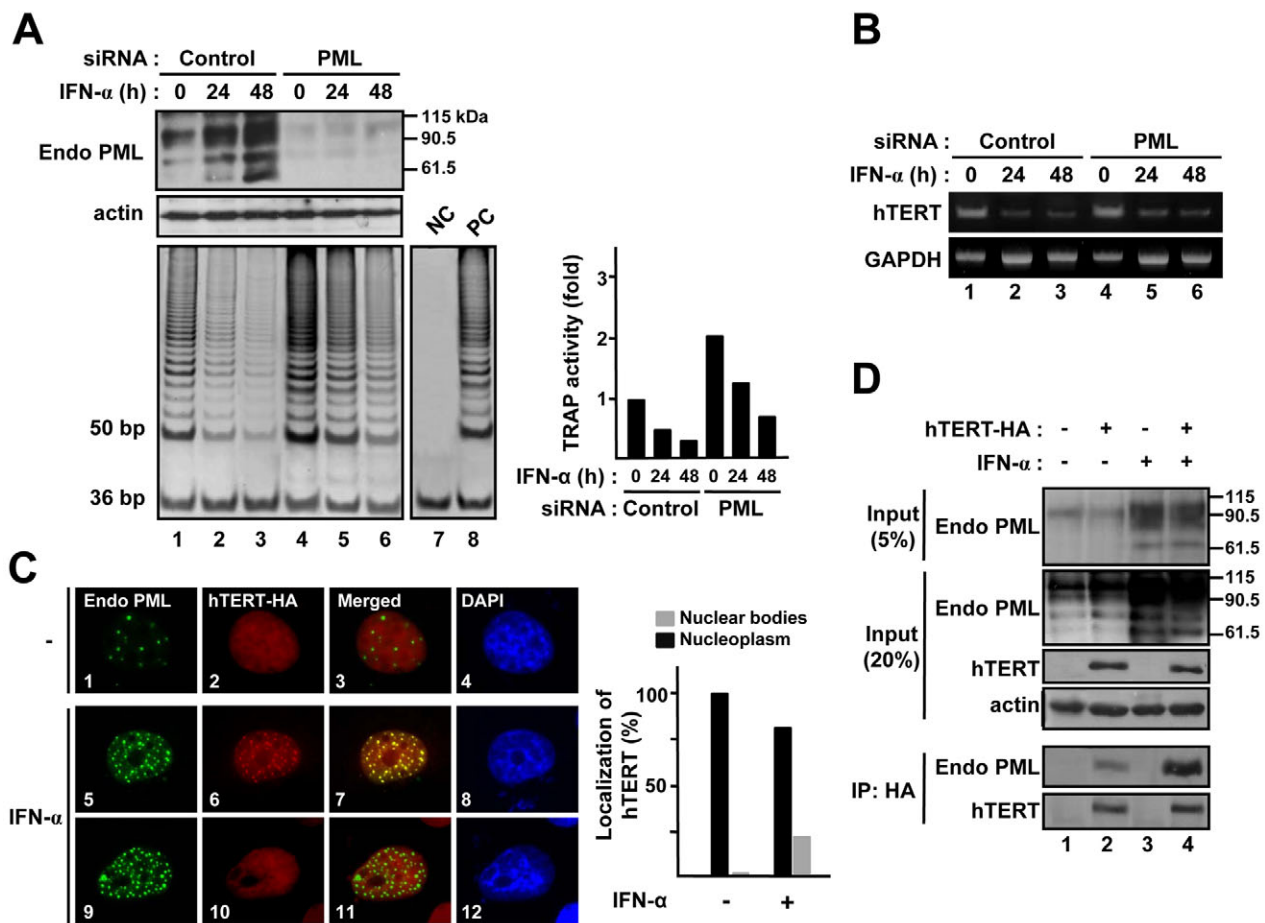 A
siRNA : Control PML
IFN-α (h) : 0 24 48 0 24 48
115 kDa
Endo PML
90.5
61.5
actin
NC PC
50 bp
36 bp
1 2 3 4 5 6 7 8
TRAP activity (fold)
3
2
1
IFN-α (h) 0 24 48 0 24 48
siRNA : Control PML
B
siRNA : Control PML
IFN-α (h) : 0 24 48 0 24 48
hTERT
GAPDH
1 2 3 4 5 6
C
Endo PML hTERT-HA Merged DAPI
-
1 2 3 4
IFN-α
5 6 7 8
9 10 11 12
Nuclear bodies
Nucleoplasm
Localization of
hTERT (%)
100
50
IFN-α - +
D
hTERT-HA : - + - +
IFN-α : - - + +
Input
(5%)
Endo PML
115
90.5
61.5
Input
(20%)
Endo PML
115
90.5
61.5
hTERT
actin
IP: HA
Endo PML
hTERT
1 2 3 4